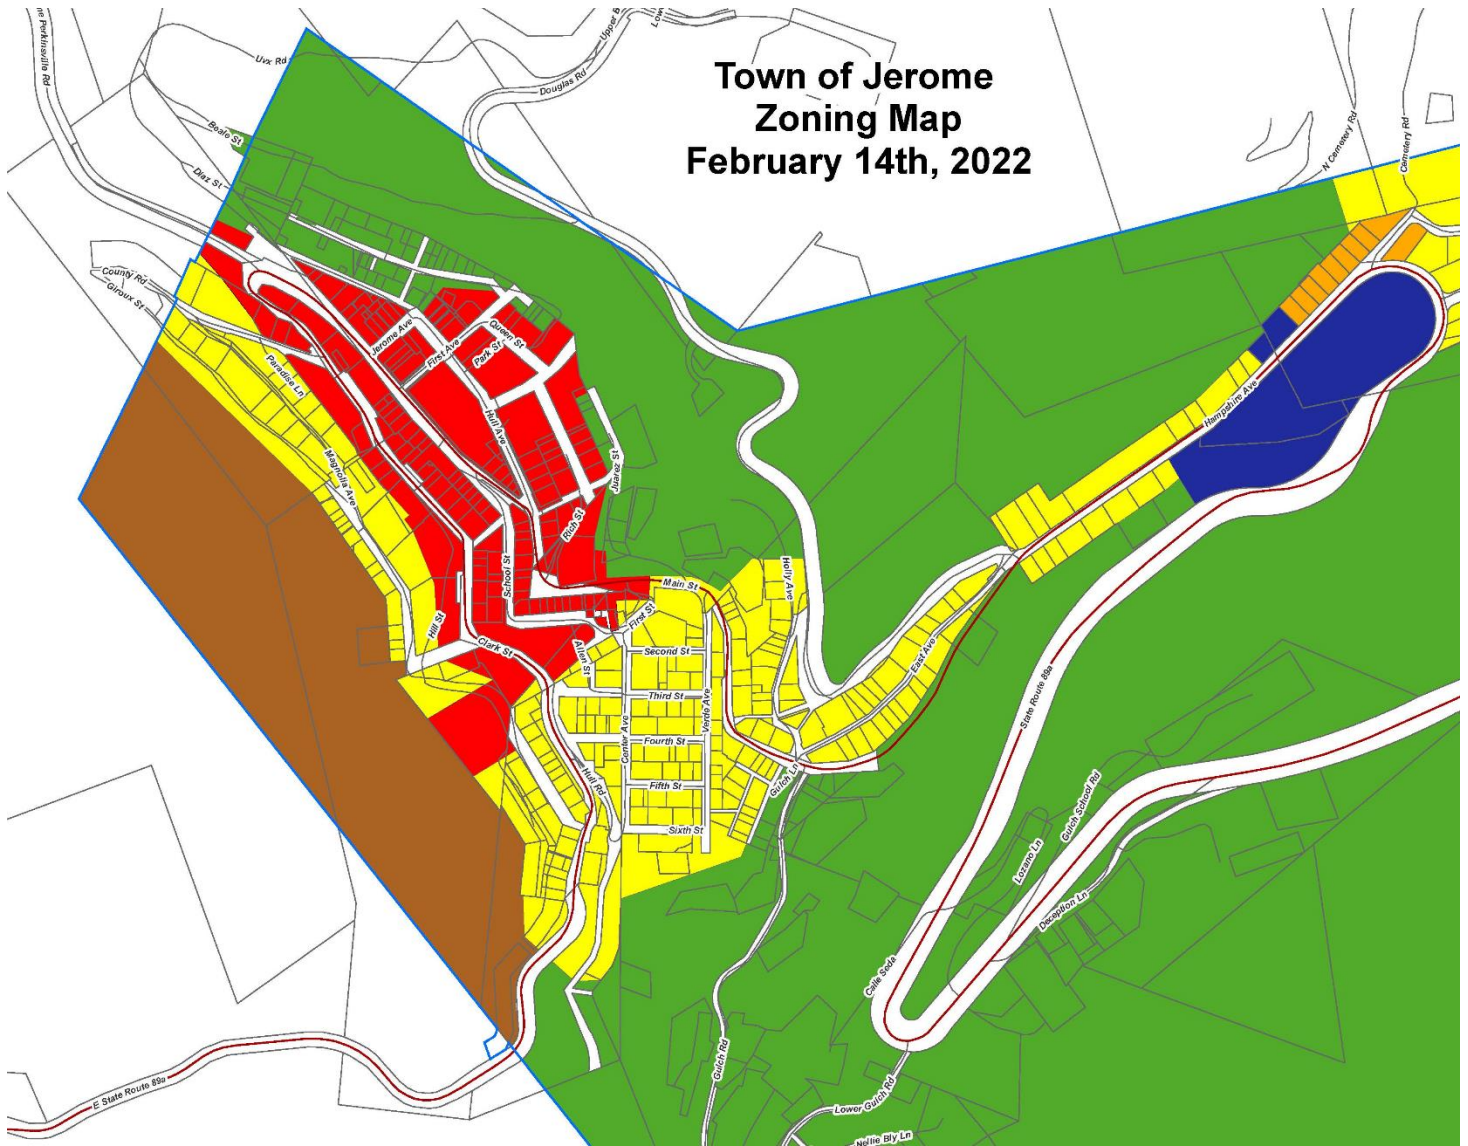 Town of Jerome
Zoning Map
February 14th, 2022
Perkinsville Rd
Uvx Rd
Douglas Rd
Upper
Beale St
Diaz St
N Cemetery Rd
Cemetery Rd
County Rd
Giroux St
Jerome Ave
First Ave
Queen St
Park St
Paradise Ln
Hull Ave
Hampshire Ave
Magnolia Ave
Juarez St
Rich St
School St
Main St
Holly Ave
Hill St
First St
Clark St
Allen St
Second St
East Ave
Third St
Verde Ave
Center Ave
State Route 89a
Fourth St
Hull Rd
Fifth St
Gulch Ln
Sixth St
Gulch School Rd
Lozano Ln
Deception Ln
Calle Seda
Gulch Rd
E State Route 89a
Lower Gulch Rd
Nellie Bly Ln